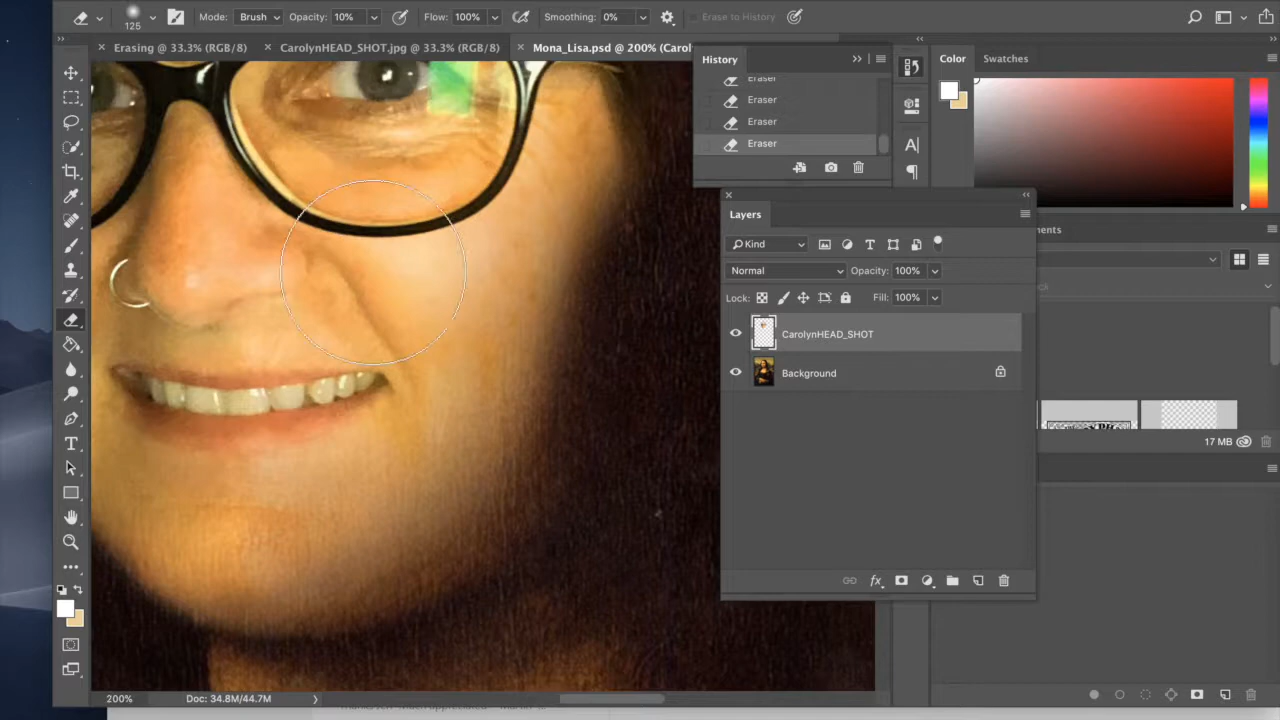 125 Mode: Brush Opacity: 10% Flow: 100% Smoothing: 0% Erase to History
Erasing @ 33.3% (RGB/8) CarolynHEAD_SHOT.jpg @ 33.3% (RGB/8) Mona_Lisa.psd @ 200% (Carol
History
Eraser
Eraser
Eraser
Eraser
Color Swatches
Layers
Kind
Normal Opacity: 100%
Lock: Fill: 100%
CarolynHEAD_SHOT
Background
17 MB
200% Doc: 34.8M/44.7M